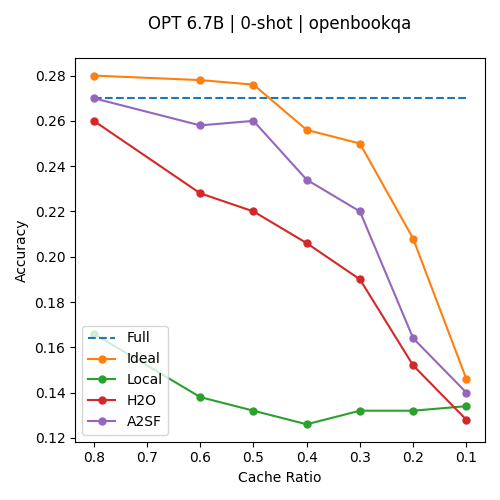 OPT 6.7B | 0-shot | openbookqa
Accuracy
0.28
0.26
0.24
0.22
0.20
0.18
0.16
0.14
0.12
Full
Ideal
Local
H2O
A2SF
0.8 0.7 0.6 0.5 0.4 0.3 0.2 0.1
Cache Ratio